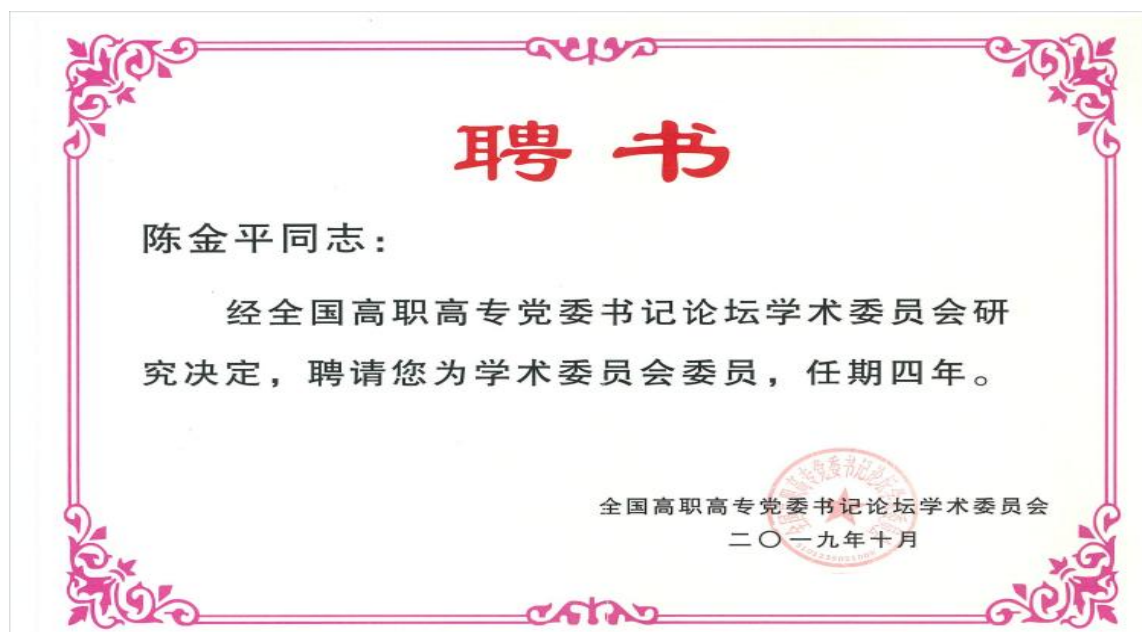 聘书
陈金平同志：
经全国高职高专党委书记论坛学术委员会研
究决定，聘请您为学术委员会委员，任期四年。
全国高职高专党委书记论坛学术委员会
二〇一九年十月